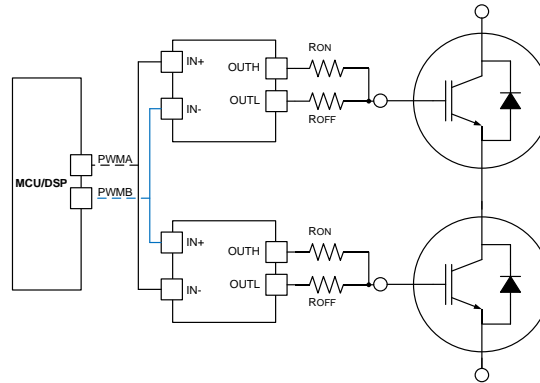 IN+
OUTH
RON
IN-
OUTL
ROFF
PWMA
MCU/DSP
PWMB
IN+
OUTH
RON
IN-
OUTL
ROFF